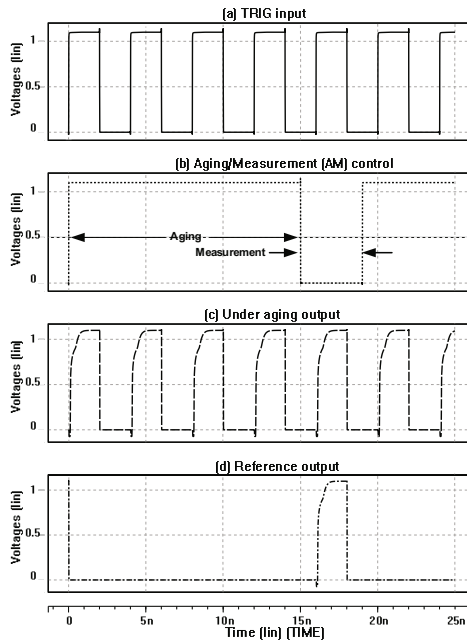 (a) TRIG input
Voltages (lin)
1
0.5
0
(b) Aging/Measurement (AM) control
Voltages (lin)
1
0.5
0
Aging
Measurement
(c) Under aging output
Voltages (lin)
1
0.5
0
(d) Reference output
Voltages (lin)
1
0.5
0
0 5n 10n 15n 20n 25n
Time (lin) (TIME)